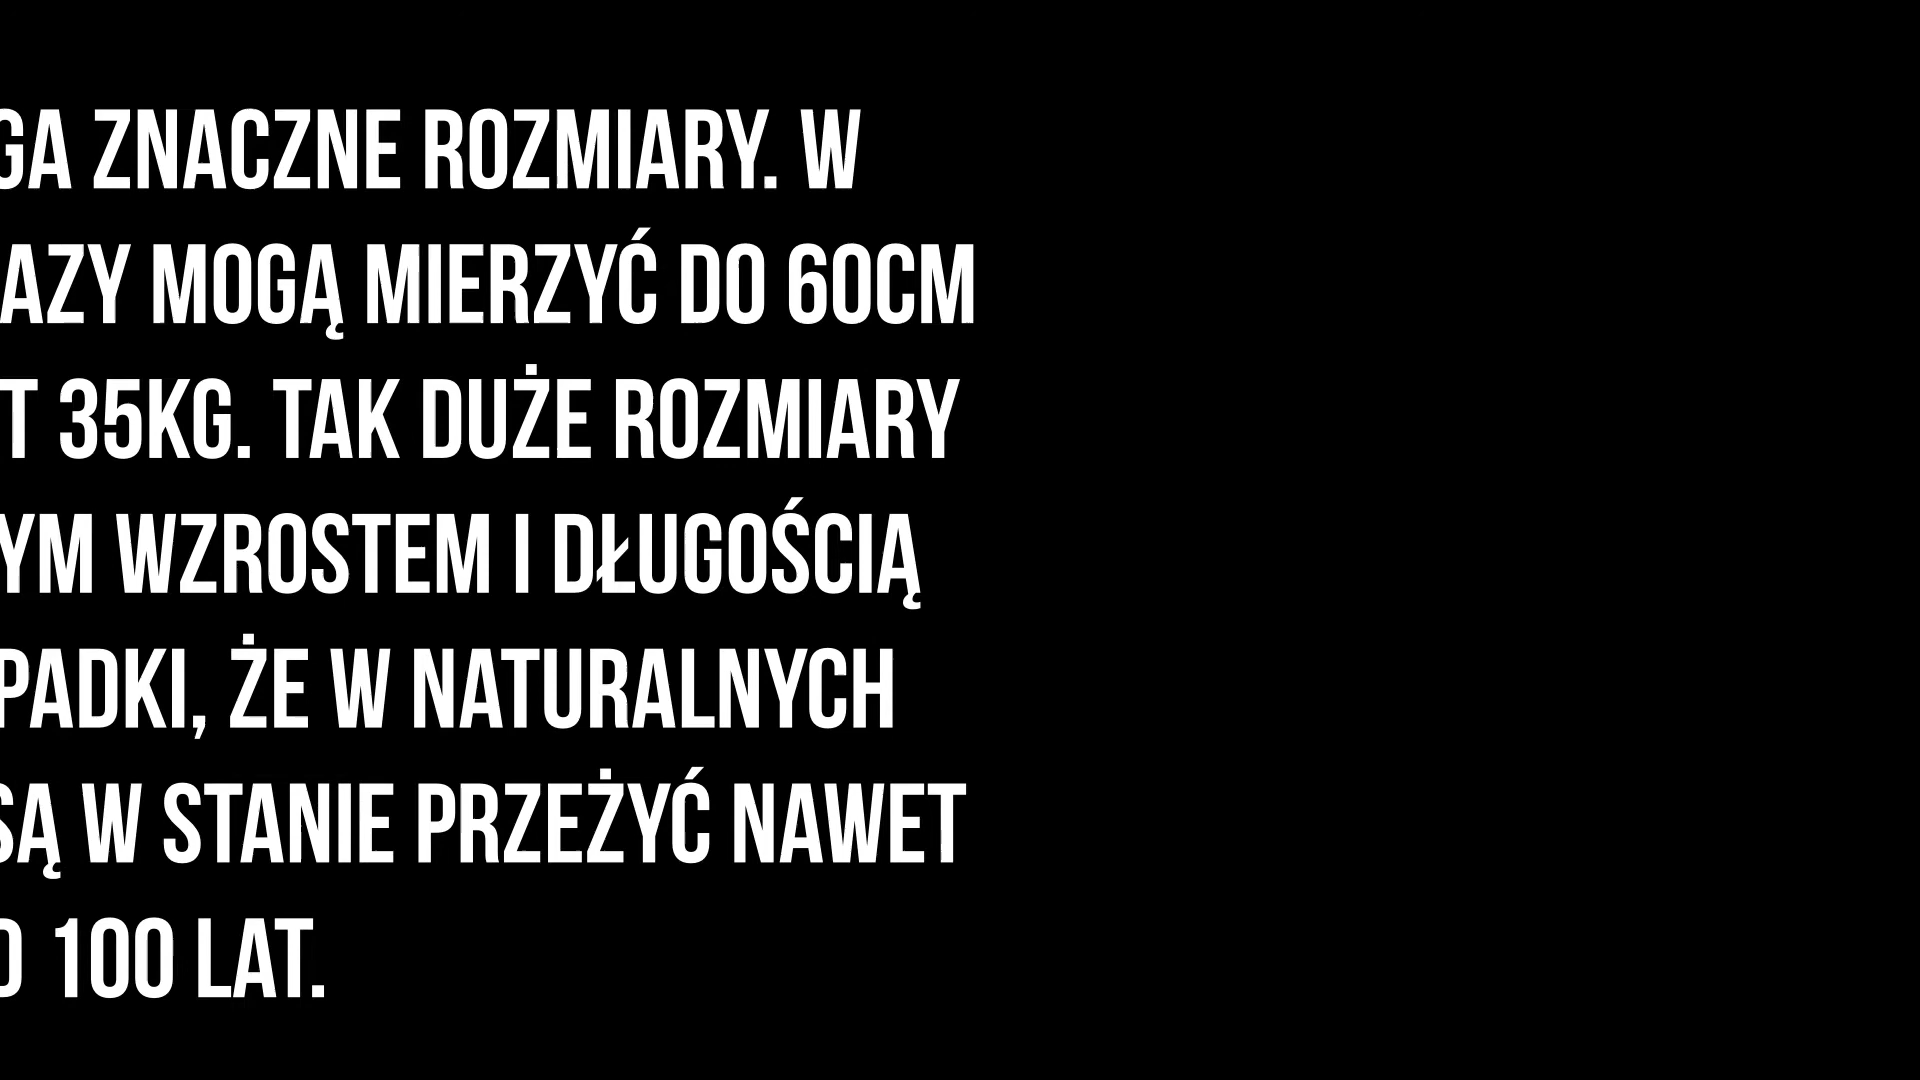 GA ZNACZNE ROZMIARY. W
AZY MOGĄ MIERZYĆ DO 60CM
T 35KG. TAK DUŻE ROZMIARY
YM WZROSTEM I DŁUGOŚCIĄ
PADKI, ŻE W NATURALNYCH
SĄ W STANIE PRZEŻYĆ NAWET
100 LAT.